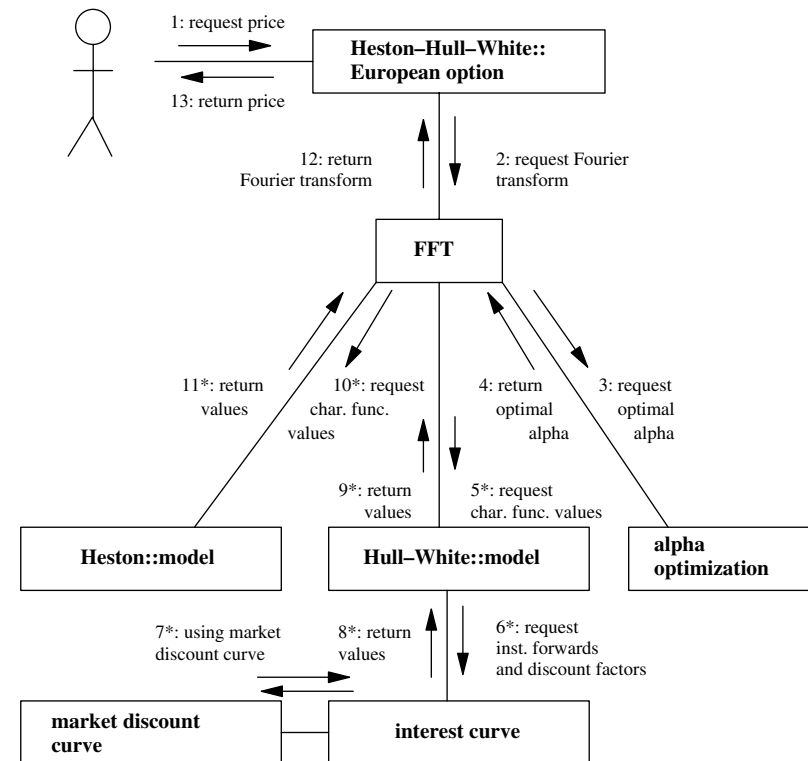 1: request price
Heston–Hull–White::
European option
13: return price
12: return
Fourier transform
2: request Fourier
transform
FFT
11*: return
values
10*: request
char. func.
values
4: return
optimal
alpha
3: request
optimal
alpha
9*: return
values
5*: request
char. func. values
Heston::model
Hull–White::model
alpha
optimization
7*: using market
discount curve
8*: return
values
6*: request
inst. forwards
and discount factors
market discount
curve
interest curve